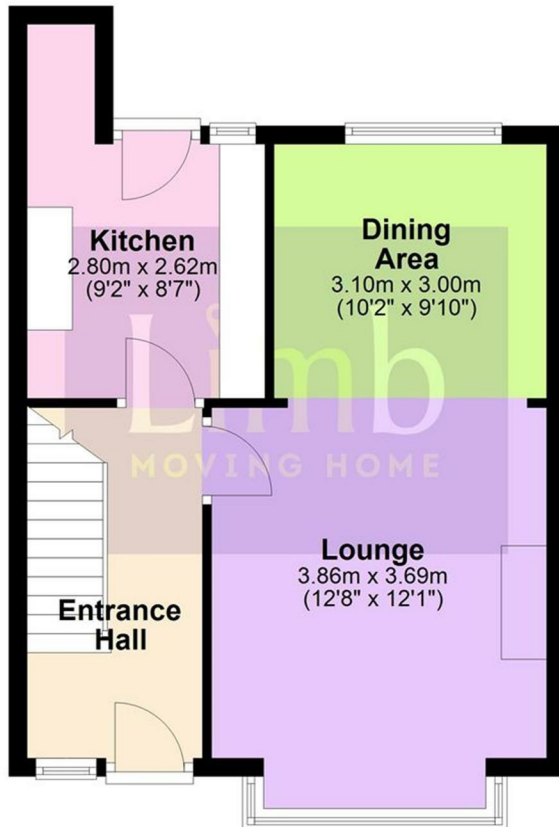 Kitchen
2.80m x 2.62m
(9'2" x 8'7")
Dining
Area
3.10m x 3.00m
(10'2" x 9'10")
Limb
MOVING HOME
Lounge
3.86m x 3.69m
(12'8" x 12'1")
Entrance
Hall